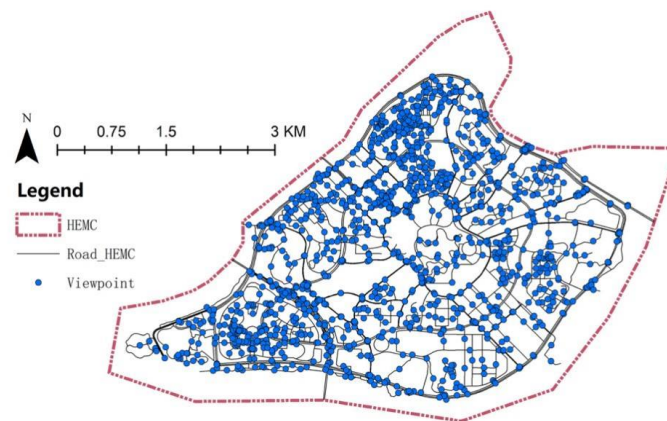 N
0 0.75 1.5 3 KM
Legend
HEMC
Road_HEMC
Viewpoint